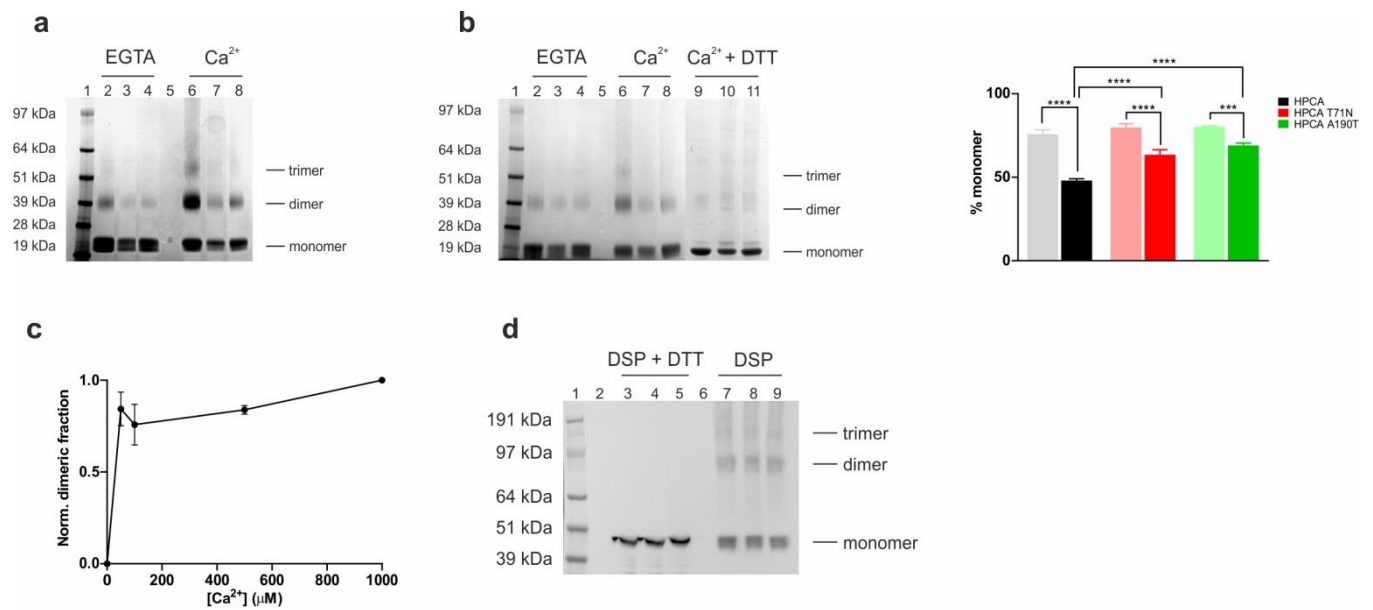 a
EGTA Ca²⁺
1 2 3 4 5 6 7 8
97 kDa
64 kDa
51 kDa
39 kDa
28 kDa
19 kDa
trimer
dimer
monomer
b
EGTA Ca²⁺ Ca²⁺ + DTT
1 2 3 4 5 6 7 8 9 10 11
97 kDa
64 kDa
51 kDa
39 kDa
28 kDa
19 kDa
trimer
dimer
monomer
% monomer
100
50
0
****
****
**** **** ***
HPCA
HPCA T71N
HPCA A190T
c
Norm. dimeric fraction
1.0
0.5
0.0
0 200 400 600 800 1000
[Ca²⁺] (μM)
d
DSP + DTT DSP
1 2 3 4 5 6 7 8 9
191 kDa
97 kDa
64 kDa
51 kDa
39 kDa
trimer
dimer
monomer